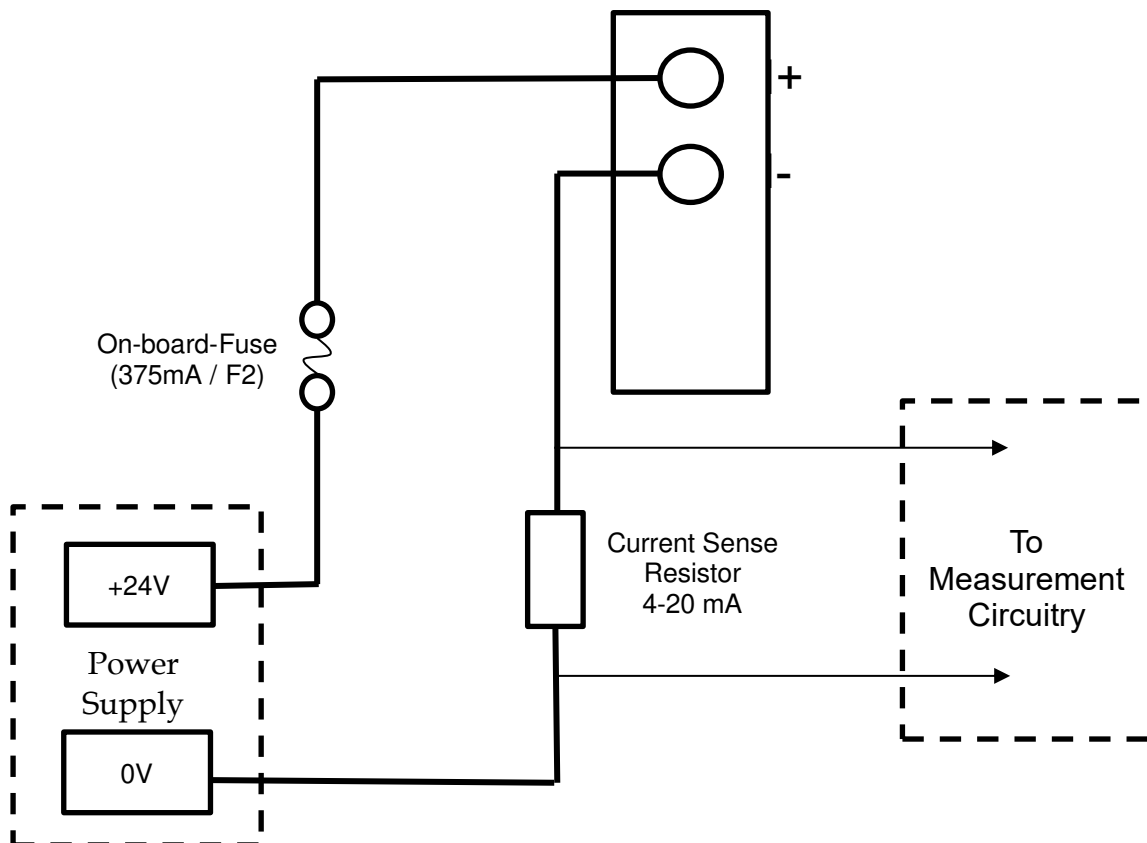 +
-
On-board-Fuse
(375mA / F2)
+24V
Power
Supply
0V
Current Sense
Resistor
4-20 mA
To
Measurement
Circuitry